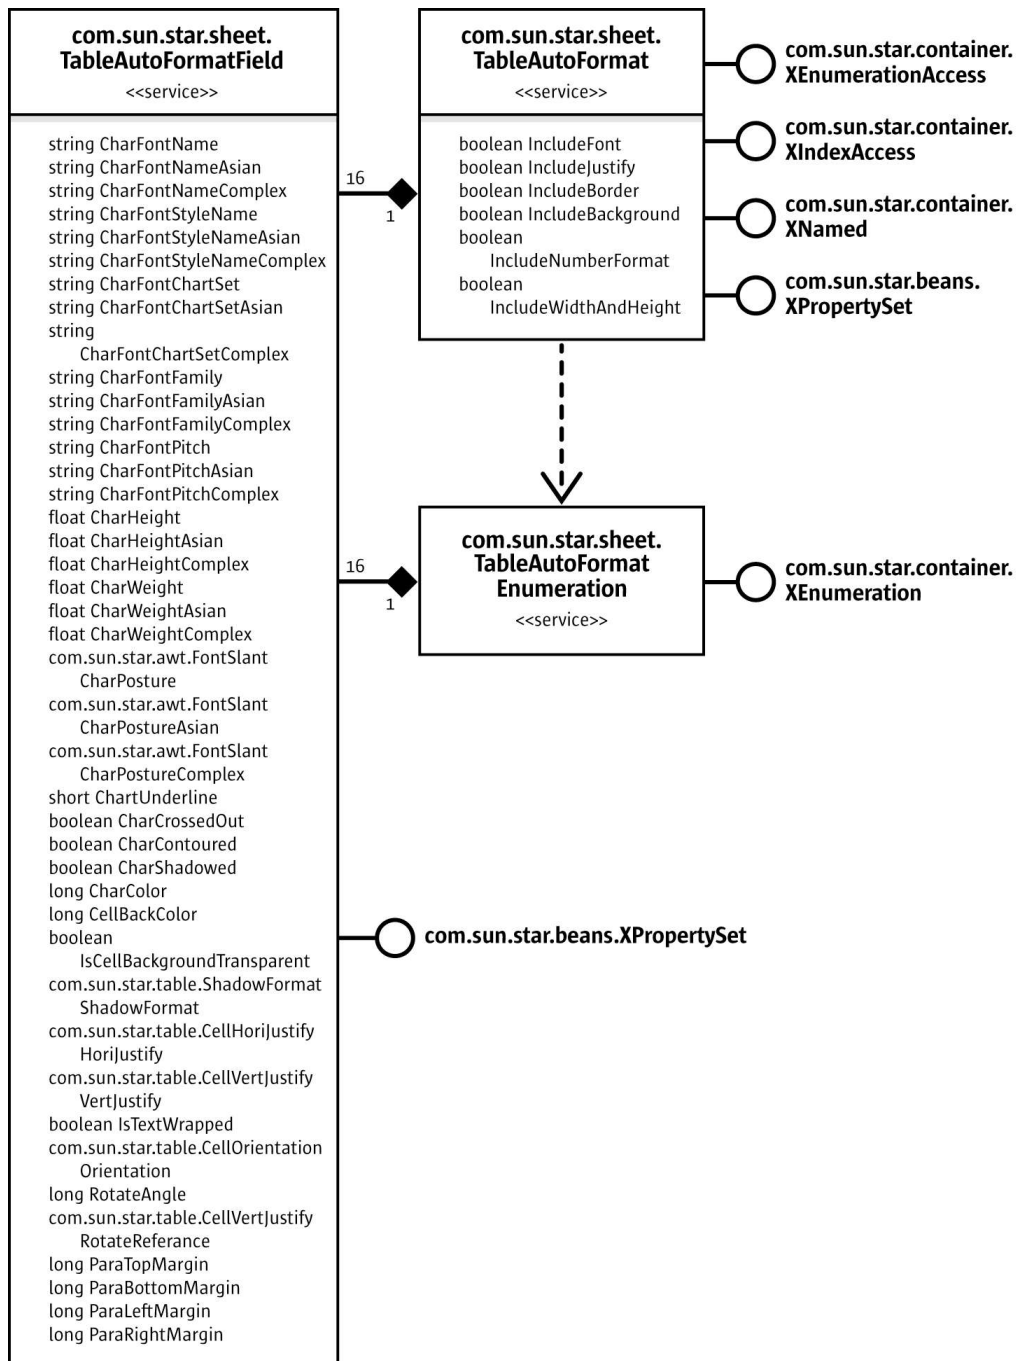 com.sun.star.sheet.
TableAutoFormatField
<<service>>
string CharFontName
string CharFontNameAsian
string CharFontNameComplex
string CharFontStyleName
string CharFontStyleNameAsian
string CharFontStyleNameComplex
string CharFontChartSet
string CharFontChartSetAsian
string
CharFontChartSetComplex
string CharFontFamily
string CharFontFamilyAsian
string CharFontFamilyComplex
string CharFontPitch
string CharFontPitchAsian
string CharFontPitchComplex
float CharHeight
float CharHeightAsian
float CharHeightComplex
float CharWeight
float CharWeightAsian
float CharWeightComplex
com.sun.star.awt.FontSlant
CharPosture
com.sun.star.awt.FontSlant
CharPostureAsian
com.sun.star.awt.FontSlant
CharPostureComplex
short ChartUnderline
boolean CharCrossedOut
boolean CharContoured
boolean CharShadowed
long CharColor
long CellBackColor
boolean
IsCellBackgroundTransparent
com.sun.star.table.ShadowFormat
ShadowFormat
com.sun.star.table.CellHoriJustify
HoriJustify
com.sun.star.table.CellVertJustify
VertJustify
boolean IsTextWrapped
com.sun.star.table.CellOrientation
Orientation
long RotateAngle
com.sun.star.table.CellVertJustify
RotateReferance
long ParaTopMargin
long ParaBottomMargin
long ParaLeftMargin
long ParaRightMargin
16
1
com.sun.star.sheet.
TableAutoFormat
<<service>>
boolean IncludeFont
boolean IncludeJustify
boolean IncludeBorder
boolean IncludeBackground
boolean
IncludeNumberFormat
boolean
IncludeWidthAndHeight
com.sun.star.container.
XEnumerationAccess
com.sun.star.container.
XIndexAccess
com.sun.star.container.
XNamed
com.sun.star.beans.
XPropertySet
16
1
com.sun.star.sheet.
TableAutoFormat
Enumeration
<<service>>
com.sun.star.container.
XEnumeration
com.sun.star.beans.XPropertySet